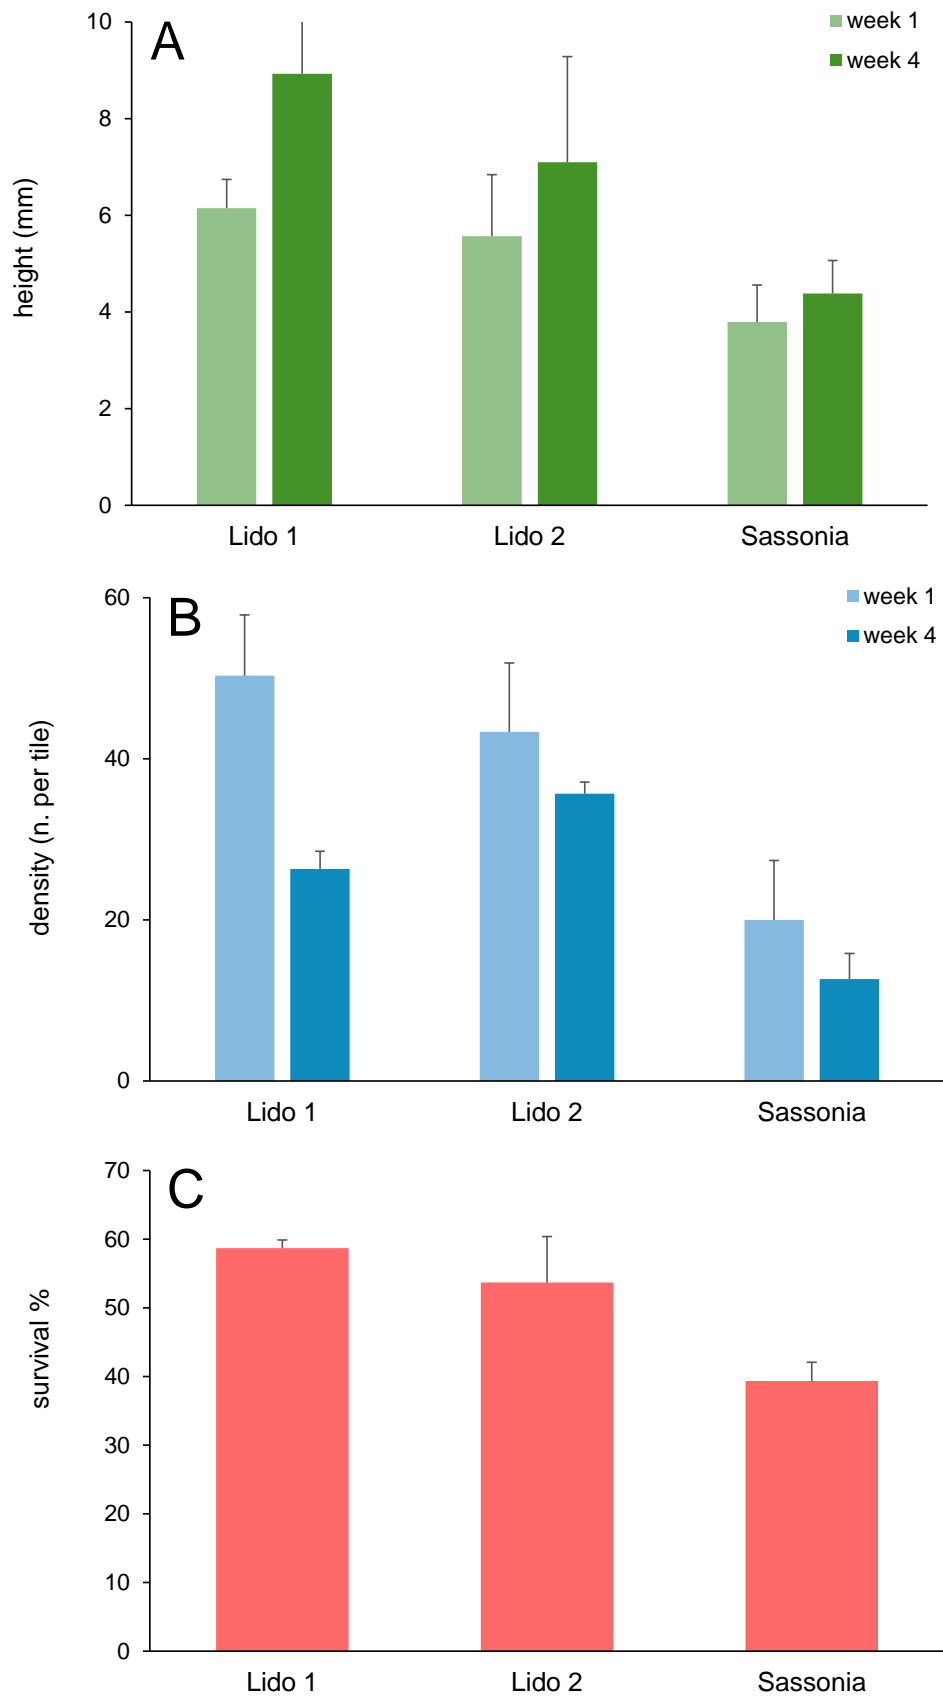 A
week 1
week 4
height (mm)
10
8
6
4
2
0
Lido 1 Lido 2 Sassonia
B
week 1
week 4
density (n. per tile)
60
40
20
0
Lido 1 Lido 2 Sassonia
C
survival %
70
60
50
40
30
20
10
0
Lido 1 Lido 2 Sassonia